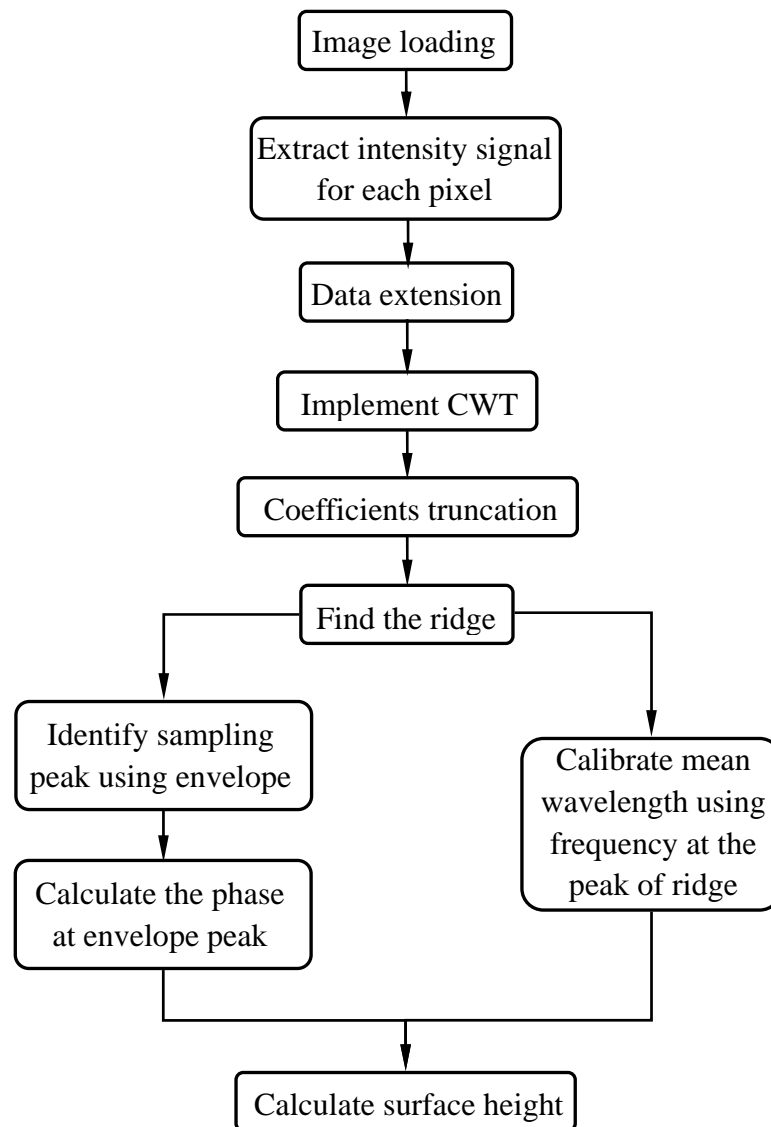 Image loading
Extract intensity signal
for each pixel
Data extension
Implement CWT
Coefficients truncation
Find the ridge
Identify sampling
peak using envelope
Calculate the phase
at envelope peak
Calibrate mean
wavelength using
frequency at the
peak of ridge
Calculate surface height